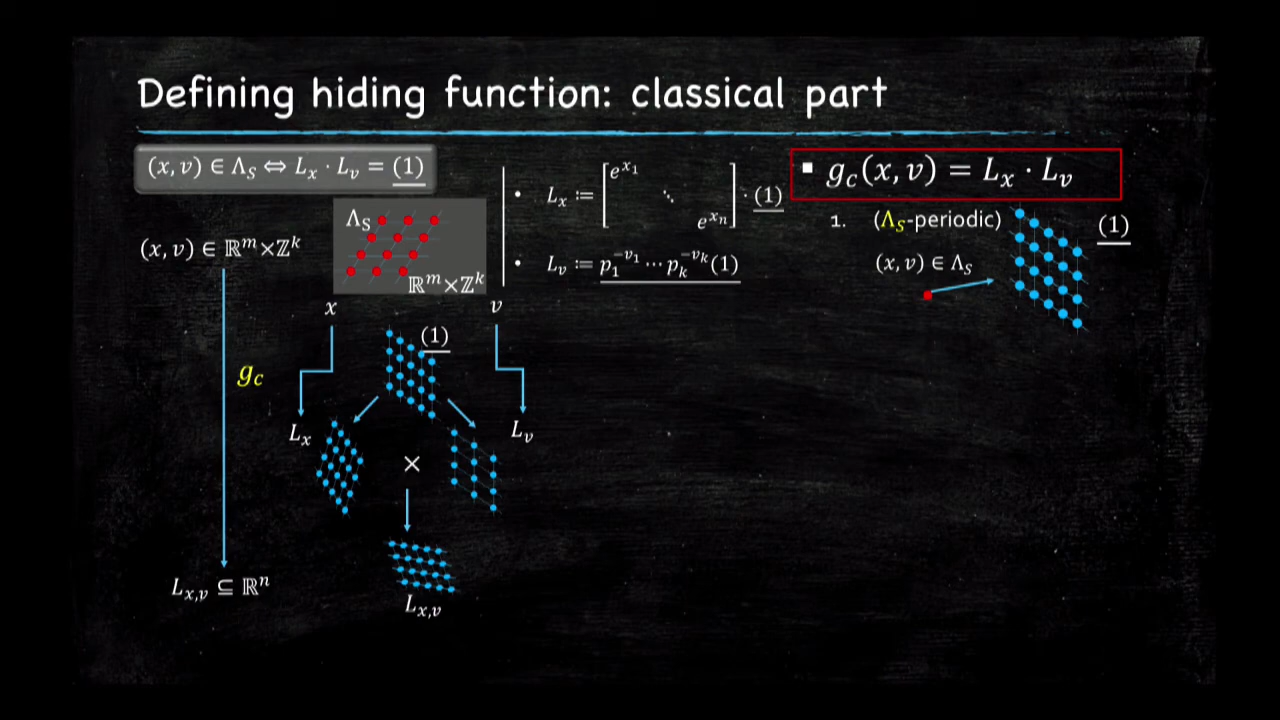 Defining hiding function: classical part
(x, v) ∈ Λ_S ⇔ L_x · L_v = (1)
(x, v) ∈ ℝ^m×ℤ^k
g_c
L_{x,v} ⊆ ℝ^n
Λ_S
ℝ^m×ℤ^k
x
v
(1)
L_x
L_v
×
L_{x,v}
• L_x ≔ [e^{x_1} ⋱ e^{x_n}] · (1)
• L_v ≔ p_1^{-v_1} ⋯ p_k^{-v_k}(1)
▪ g_c(x, v) = L_x · L_v
1. (Λ_S-periodic)
(x, v) ∈ Λ_S
(1)